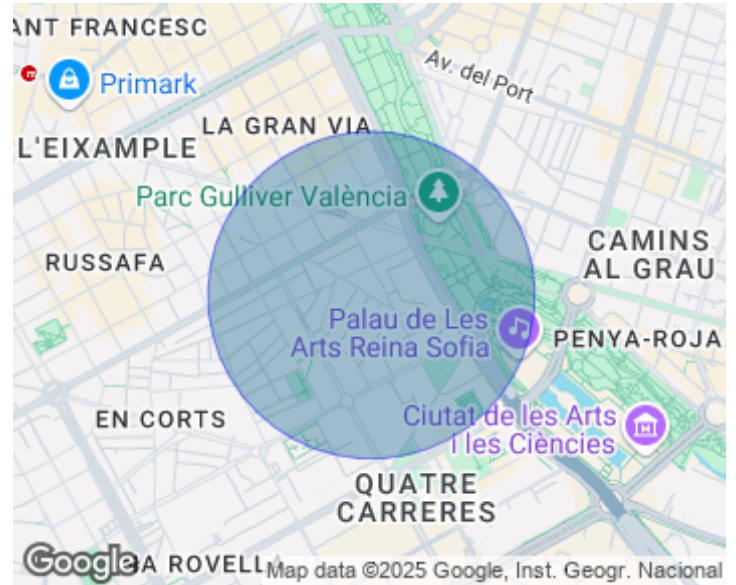 ANT FRANCESC
Av. del Port
m
Primark
LA GRAN VIA
L'EIXAMPLE
Parc Gulliver València
RUSSAFA
CAMINS
AL GRAU
Palau de Les
Arts Reina Sofia
PENYA-ROJA
EN CORTS
Ciutat de les Arts
i les Ciències
QUATRE
CARRERES
Google
BA ROVELL
Map data ©2025 Google, Inst. Geogr. Nacional